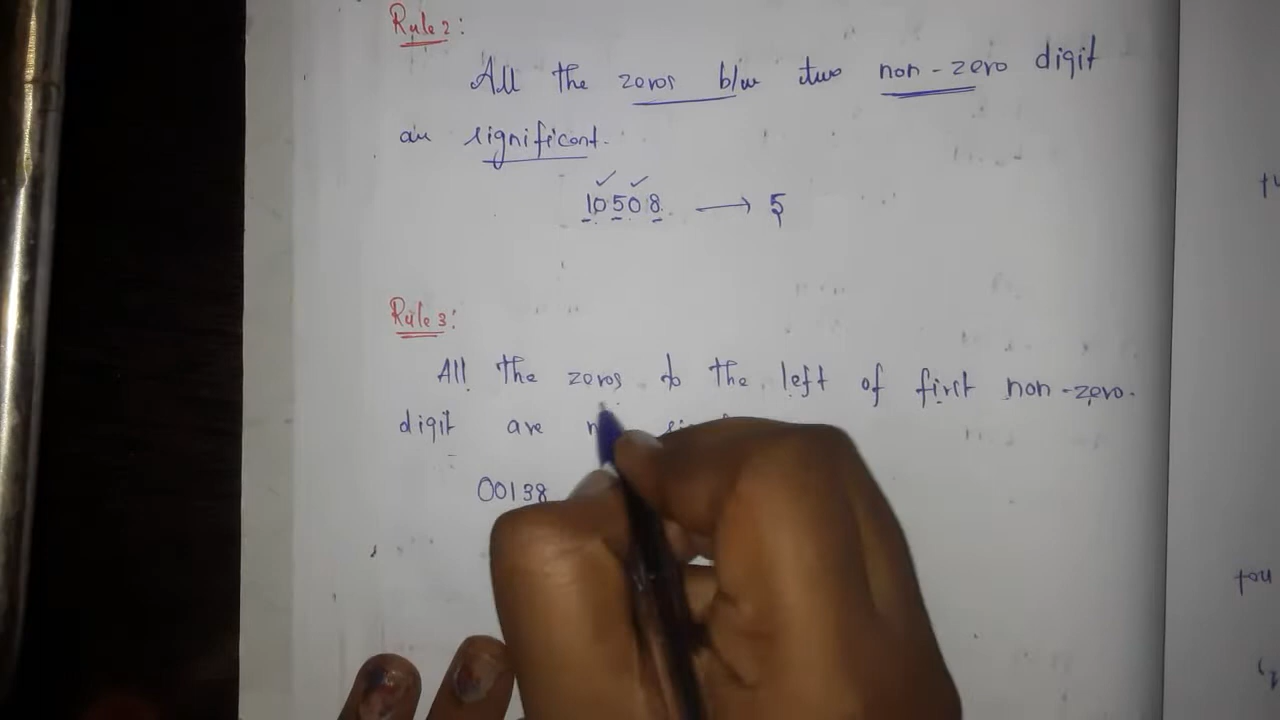 Rule 2:
All the zeros b/w two non-zero digit
are significant.
10508 → 5
Rule 3:
All the zeros to the left of first non-zero.
digit are
00138